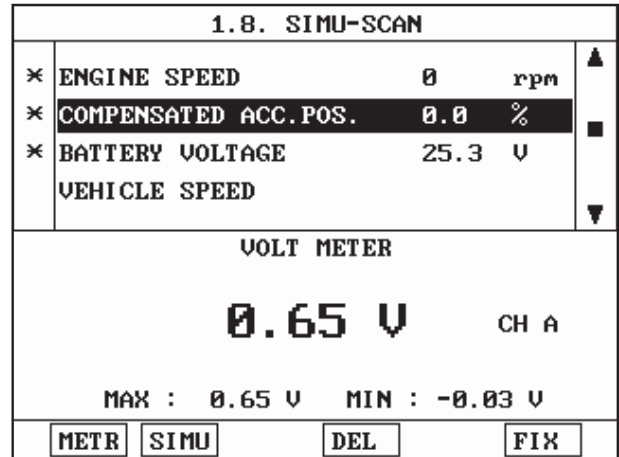 1.8. SIMU-SCAN
* ENGINE SPEED 0 rpm
* COMPENSATED ACC.POS. 0.0 %
* BATTERY VOLTAGE 25.3 V
VEHICLE SPEED
VOLT METER
0.65 V CH A
MAX : 0.65 V MIN : -0.03 V
METR SIMU DEL FIX